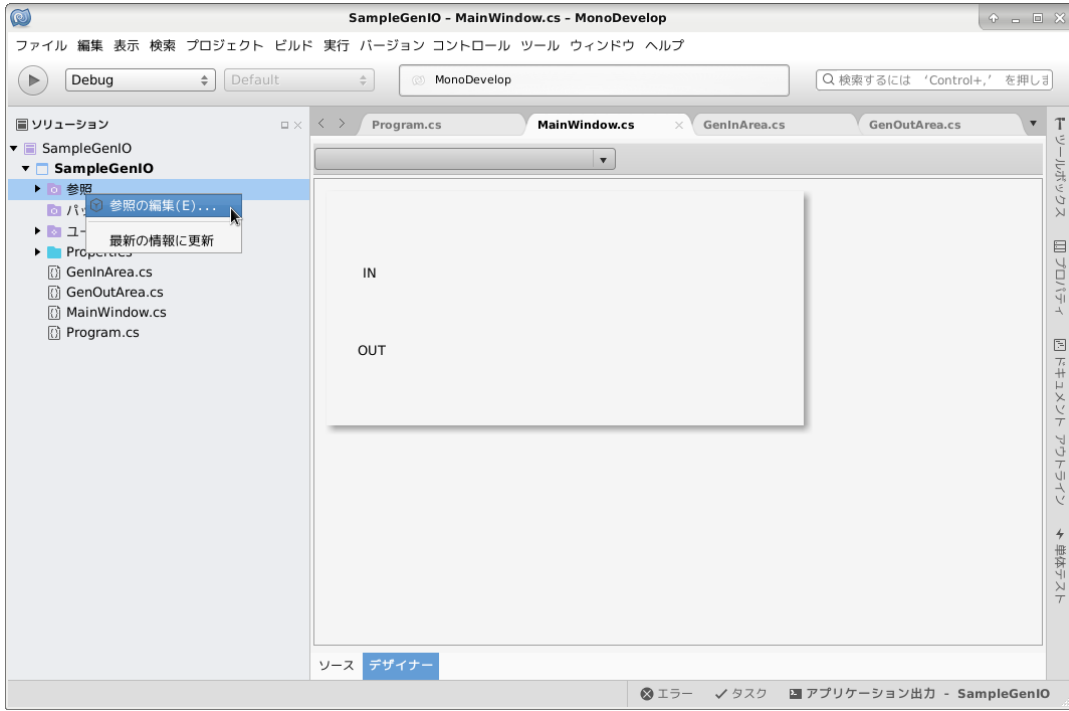 SampleGenIO - MainWindow.cs - MonoDevelop
ファイル 編集 表示 検索 プロジェクト ビルド 実行 バージョン コントロール ツール ウィンドウ ヘルプ
Debug Default MonoDevelop 検索するには 'Control+,' を押しま
ソリューション
Program.cs MainWindow.cs GenInArea.cs GenOutArea.cs
SampleGenIO
SampleGenIO
参照
参照の編集(E)...
最新の情報に更新
GenInArea.cs
GenOutArea.cs
MainWindow.cs
Program.cs
IN
OUT
ツールボックス
プロパティ
ドキュメント アウトライン
単体テスト
ソース デザイナー
エラー タスク アプリケーション出力 - SampleGenIO